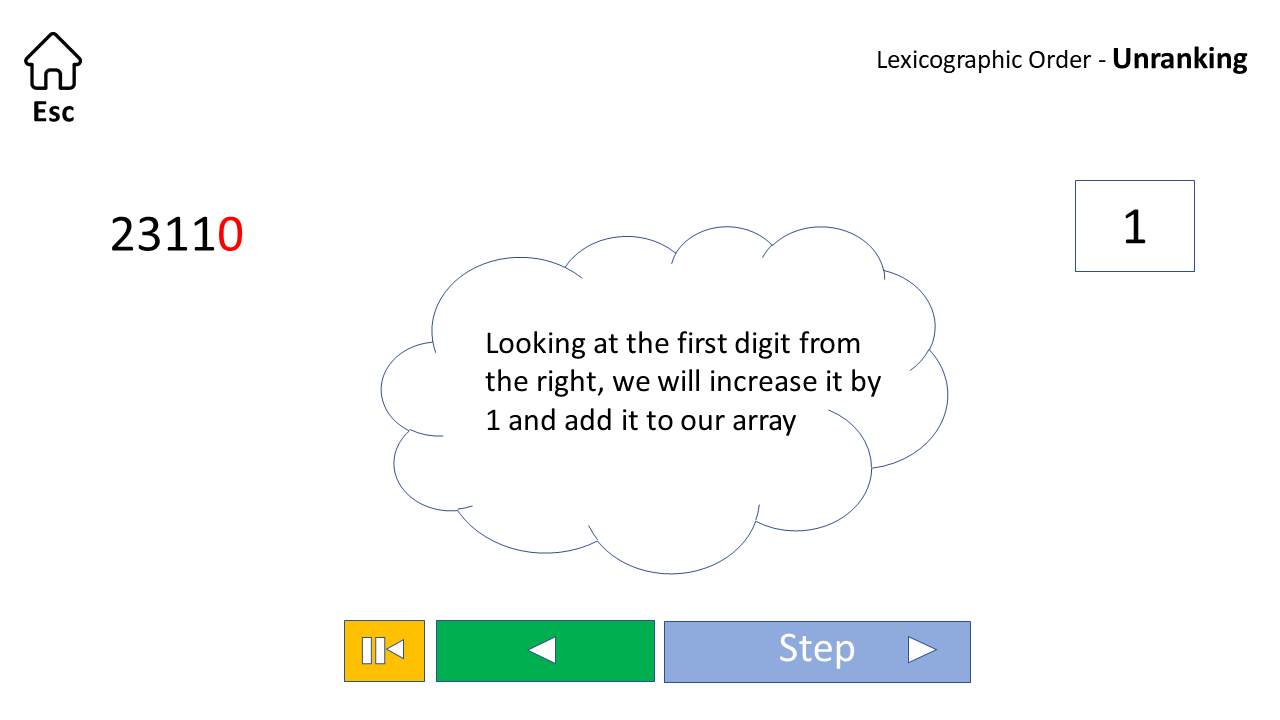 Esc
Lexicographic Order - Unranking
23110
1
Looking at the first digit from
the right, we will increase it by
1 and add it to our array
Step